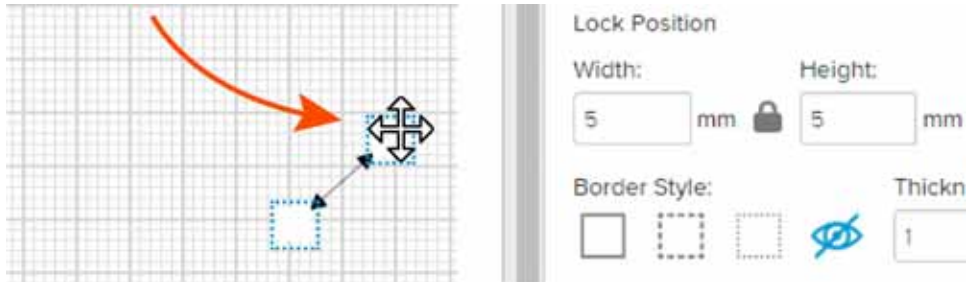 Lock Position
Width: Height:
5 mm 5 mm
Border Style: Thickn
1